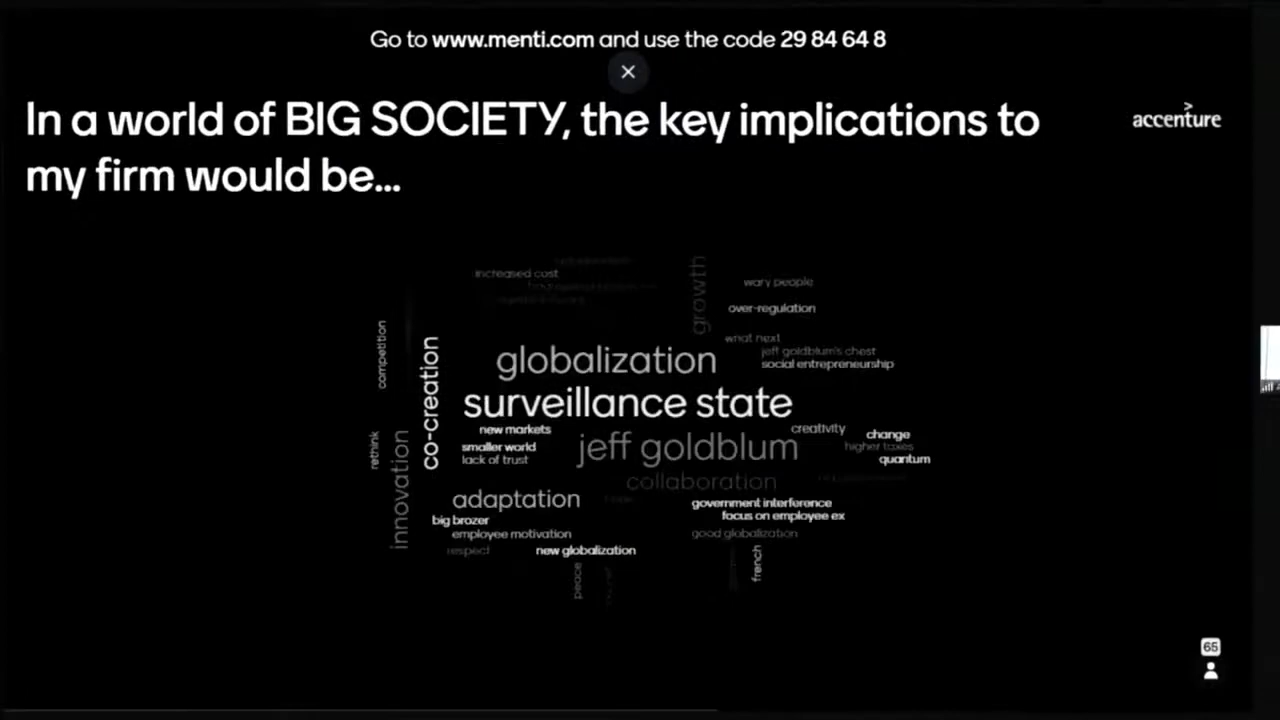 Go to www.menti.com and use the code 29 84 64 8
In a world of BIG SOCIETY, the key implications to
my firm would be...
accenture
increased cost
growth
wary people
over-regulation
what next
jeff goldblum's chest
social entrepreneurship
competition
co-creation
globalization
surveillance state
new markets
creativity
change
smaller world
jeff goldblum
higher taxes
lack of trust
quantum
rethink
innovation
collaboration
adaptation
government interference
big brozer
focus on employee ex
employee motivation
good globalization
respect
new globalization
french
peace
65